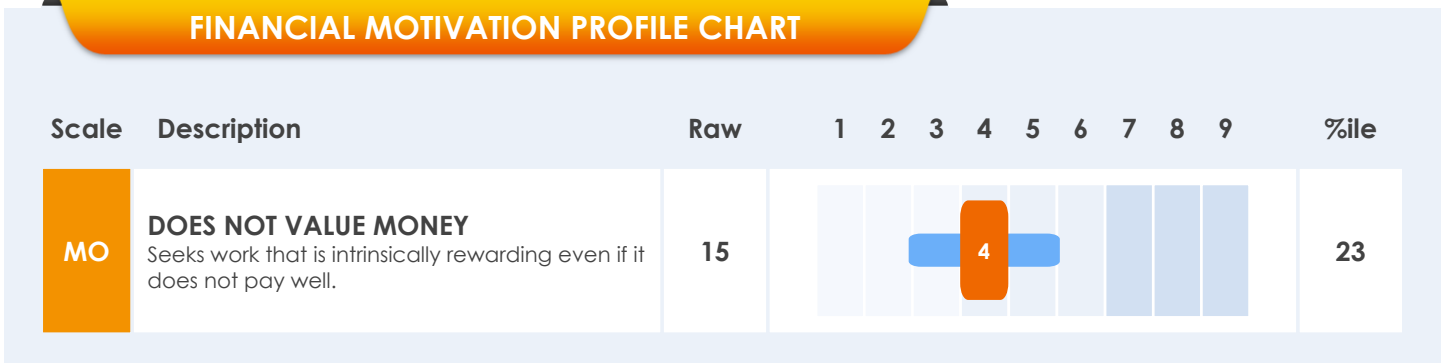 FINANCIAL MOTIVATION PROFILE CHART
Scale Description Raw 1 2 3 4 5 6 7 8 9 %ile
MO
DOES NOT VALUE MONEY
Seeks work that is intrinsically rewarding even if it
does not pay well.
15
4
23